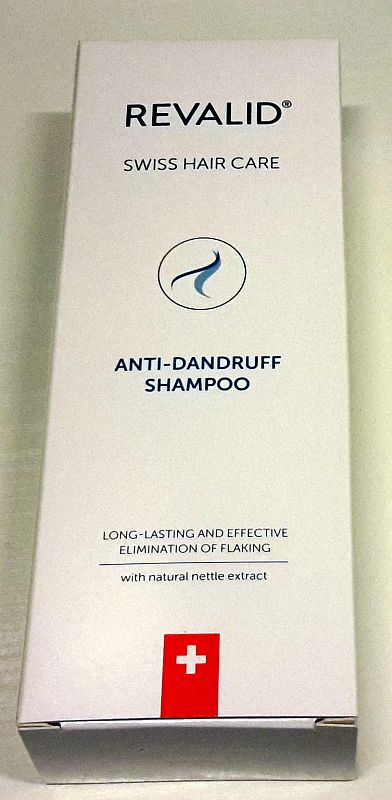 REVALID®
SWISS HAIR CARE
ANTI-DANDRUFF
SHAMPOO
LONG-LASTING AND EFFECTIVE
ELIMINATION OF FLAKING
with natural nettle extract